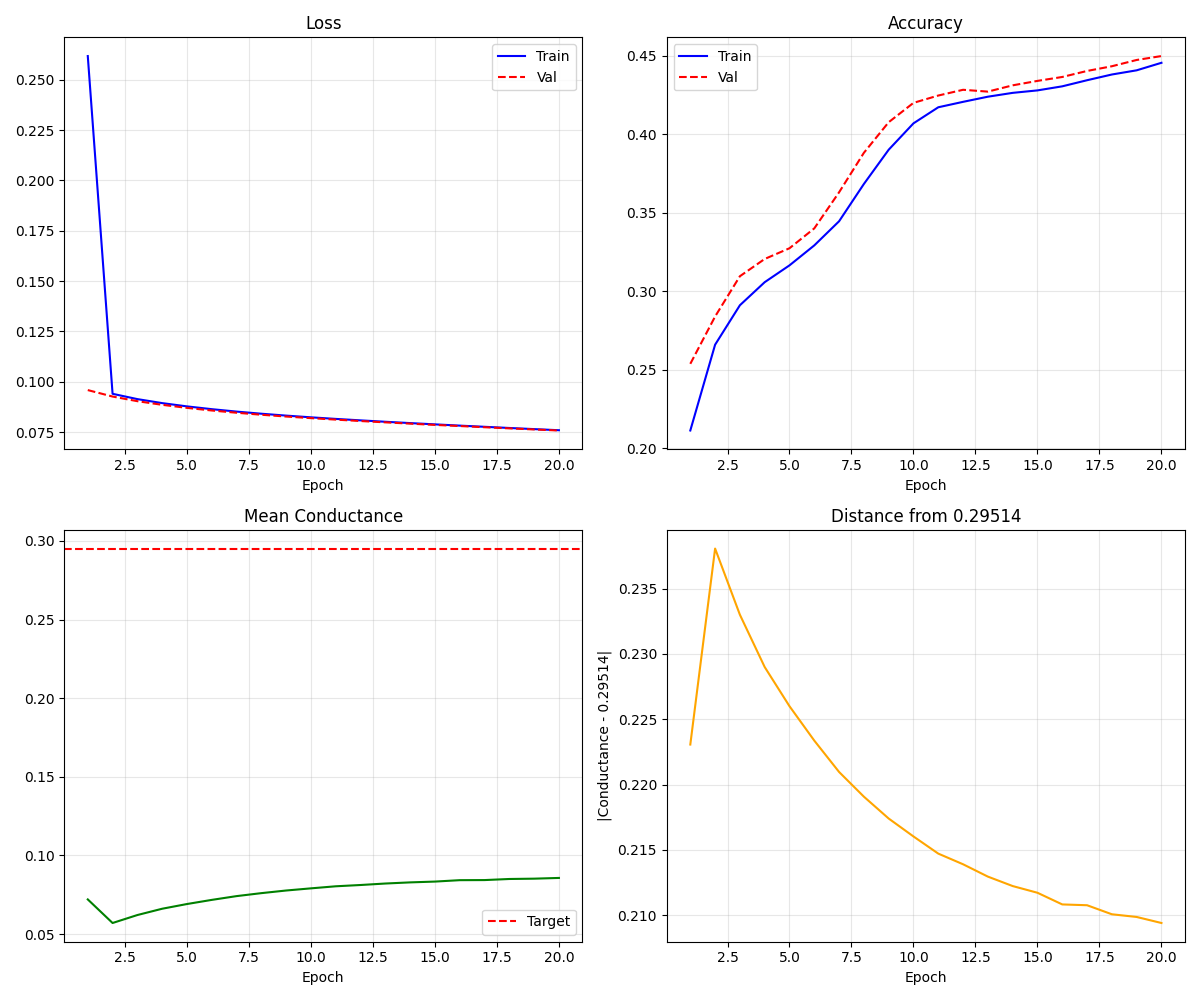 Loss
0.250
0.225
0.200
0.175
0.150
0.125
0.100
0.075
2.5 5.0 7.5 10.0 12.5 15.0 17.5 20.0
Epoch
Train
Val
Accuracy
0.45
0.40
0.35
0.30
0.25
0.20
2.5 5.0 7.5 10.0 12.5 15.0 17.5 20.0
Epoch
Train
Val
Mean Conductance
0.30
0.25
0.20
0.15
0.10
0.05
2.5 5.0 7.5 10.0 12.5 15.0 17.5 20.0
Epoch
Target
Distance from 0.29514
|Conductance - 0.29514|
0.235
0.230
0.225
0.220
0.215
0.210
2.5 5.0 7.5 10.0 12.5 15.0 17.5 20.0
Epoch